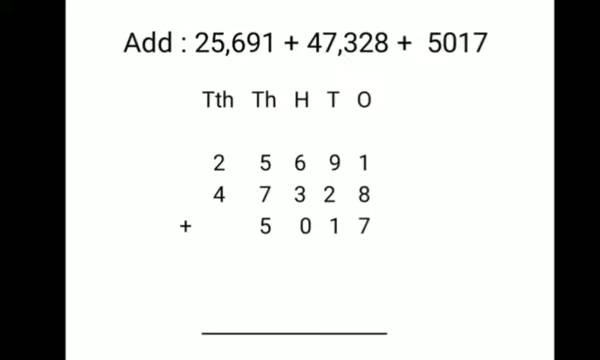 Add : 25,691 + 47,328 + 5017
Tth Th H T O
2 5 6 9 1
4 7 3 2 8
+ 5 0 1 7